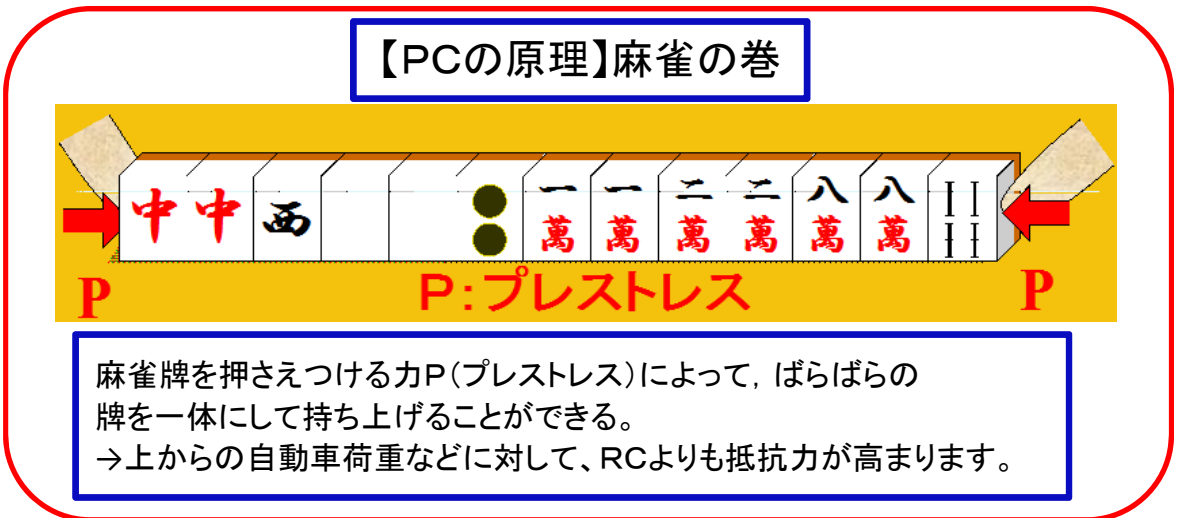 【PCの原理】麻雀の巻
中 中 西 一萬 一萬 二萬 二萬 八萬 八萬
P P:プレストレス P
麻雀牌を押さえつける力P(プレストレス)によって, ばらばらの
牌を一体にして持ち上げることができる。
→上からの自動車荷重などに対して、RCよりも抵抗力が高まります。